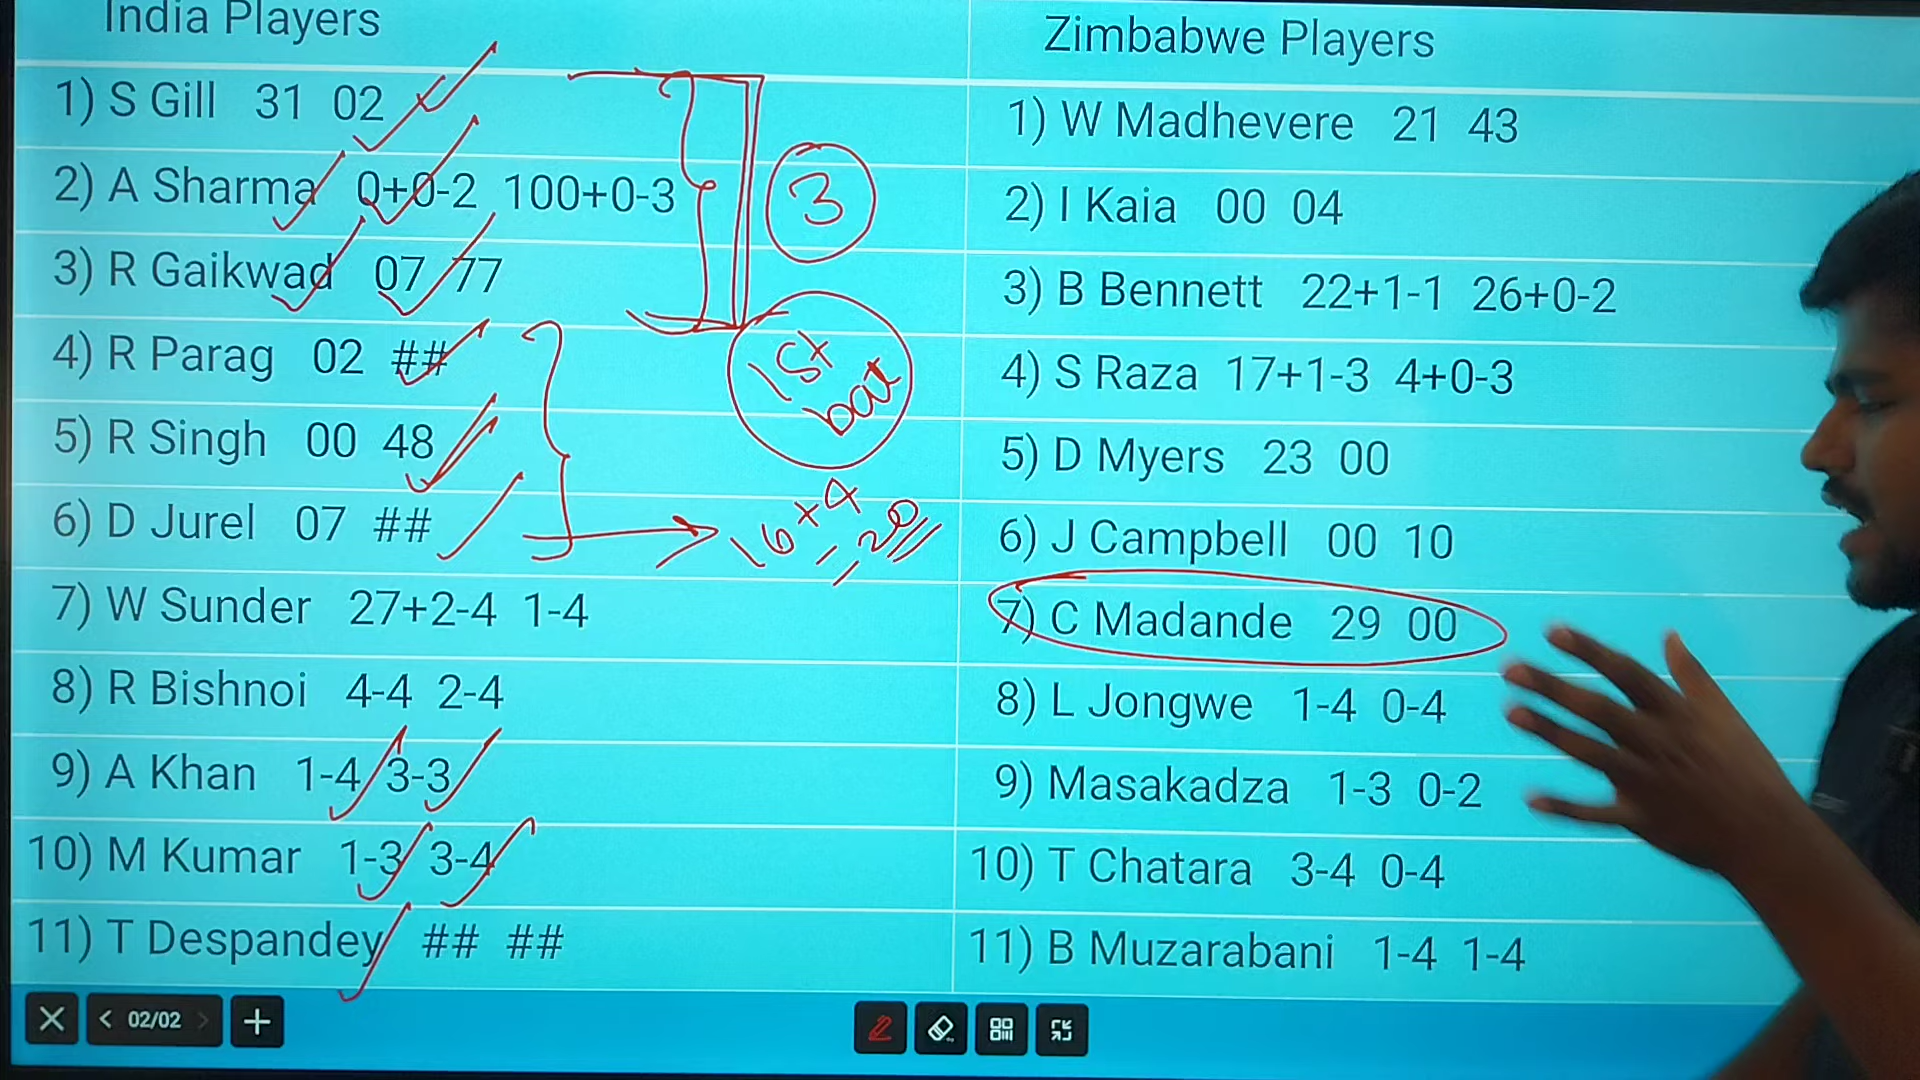 India Players
1) S Gill 31 02
2) A Sharma 0+0-2 100+0-3
3) R Gaikwad 07 77
4) R Parag 02 ##
5) R Singh 00 48
6) D Jurel 07 ##
7) W Sunder 27+2-4 1-4
8) R Bishnoi 4-4 2-4
9) A Khan 1-4 3-3
10) M Kumar 1-3 3-4
11) T Despandey ## ##
3
1st
bat
16×4
=20
Zimbabwe Players
1) W Madhevere 21 43
2) I Kaia 00 04
3) B Bennett 22+1-1 26+0-2
4) S Raza 17+1-3 4+0-3
5) D Myers 23 00
6) J Campbell 00 10
7) C Madande 29 00
8) L Jongwe 1-4 0-4
9) Masakadza 1-3 0-2
10) T Chatara 3-4 0-4
11) B Muzarabani 1-4 1-4
02/02